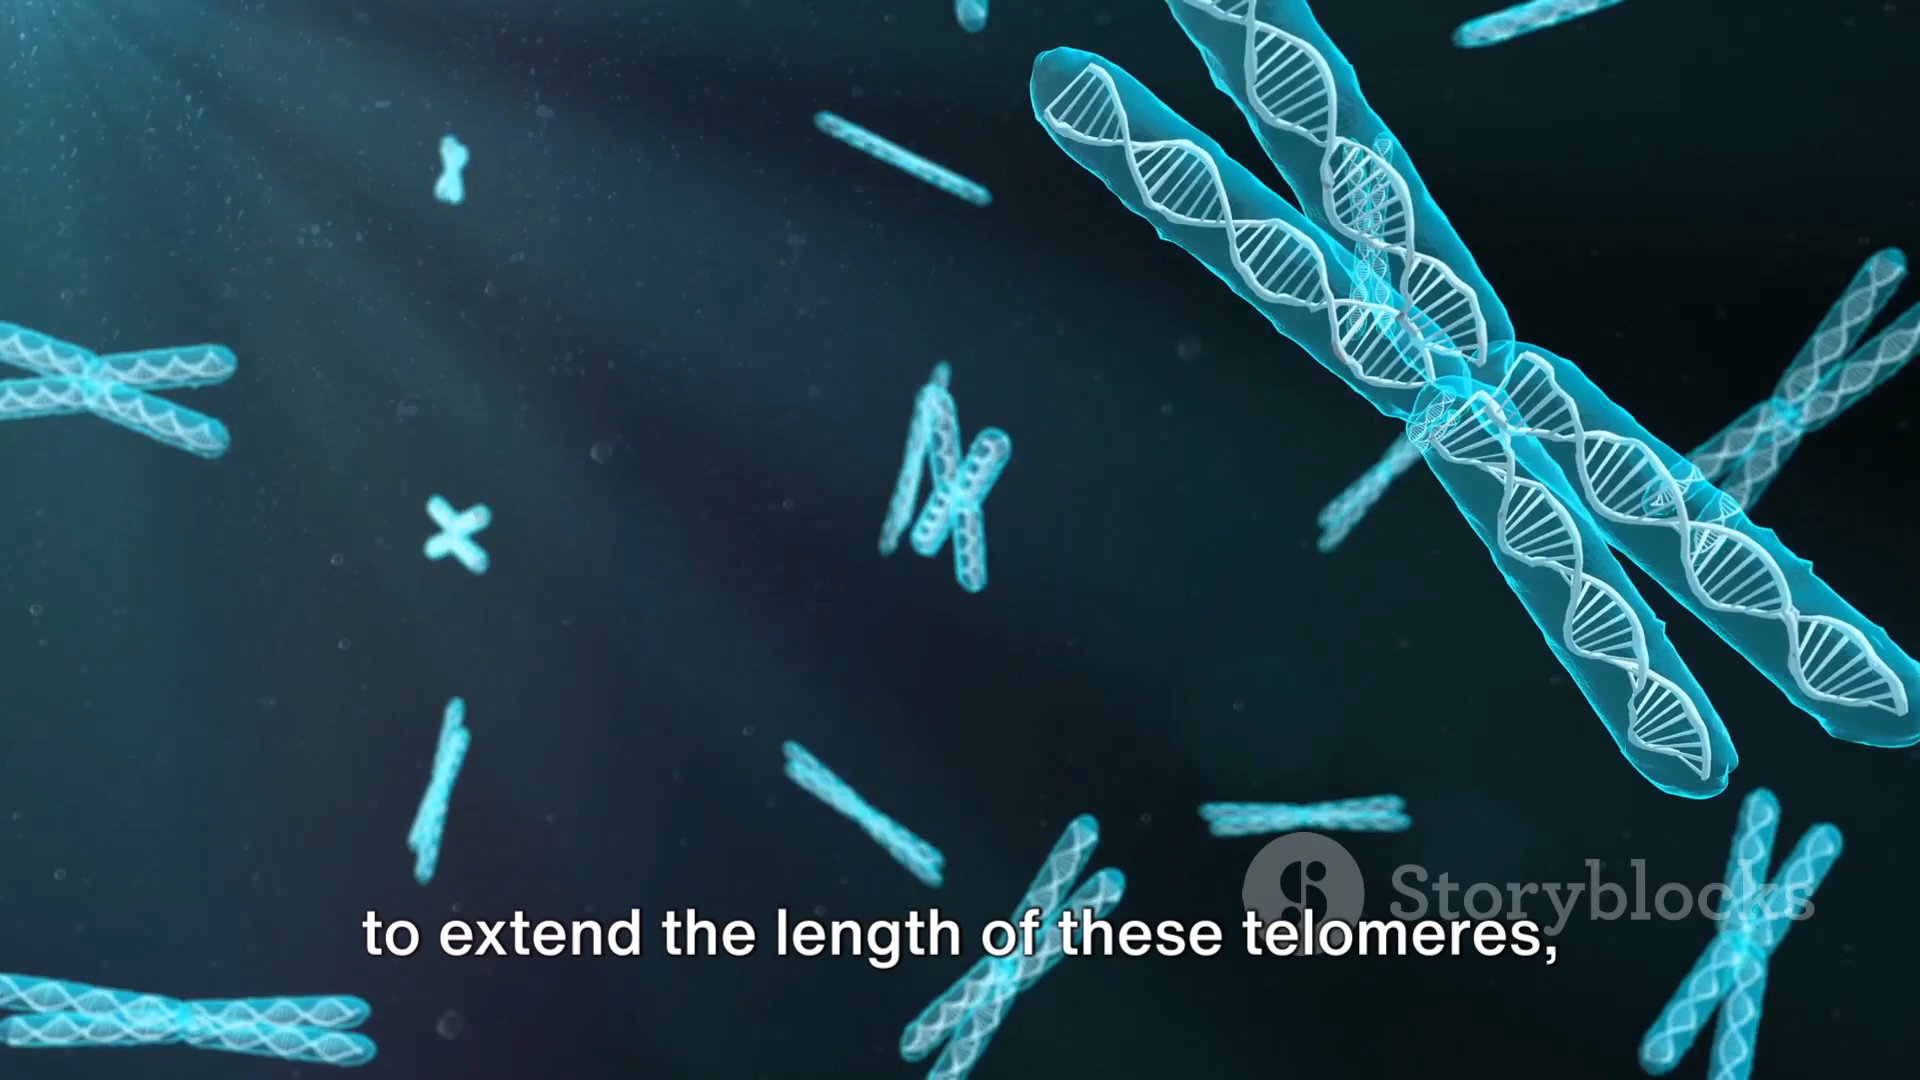 Storyblocks
to extend the length of these telomeres,